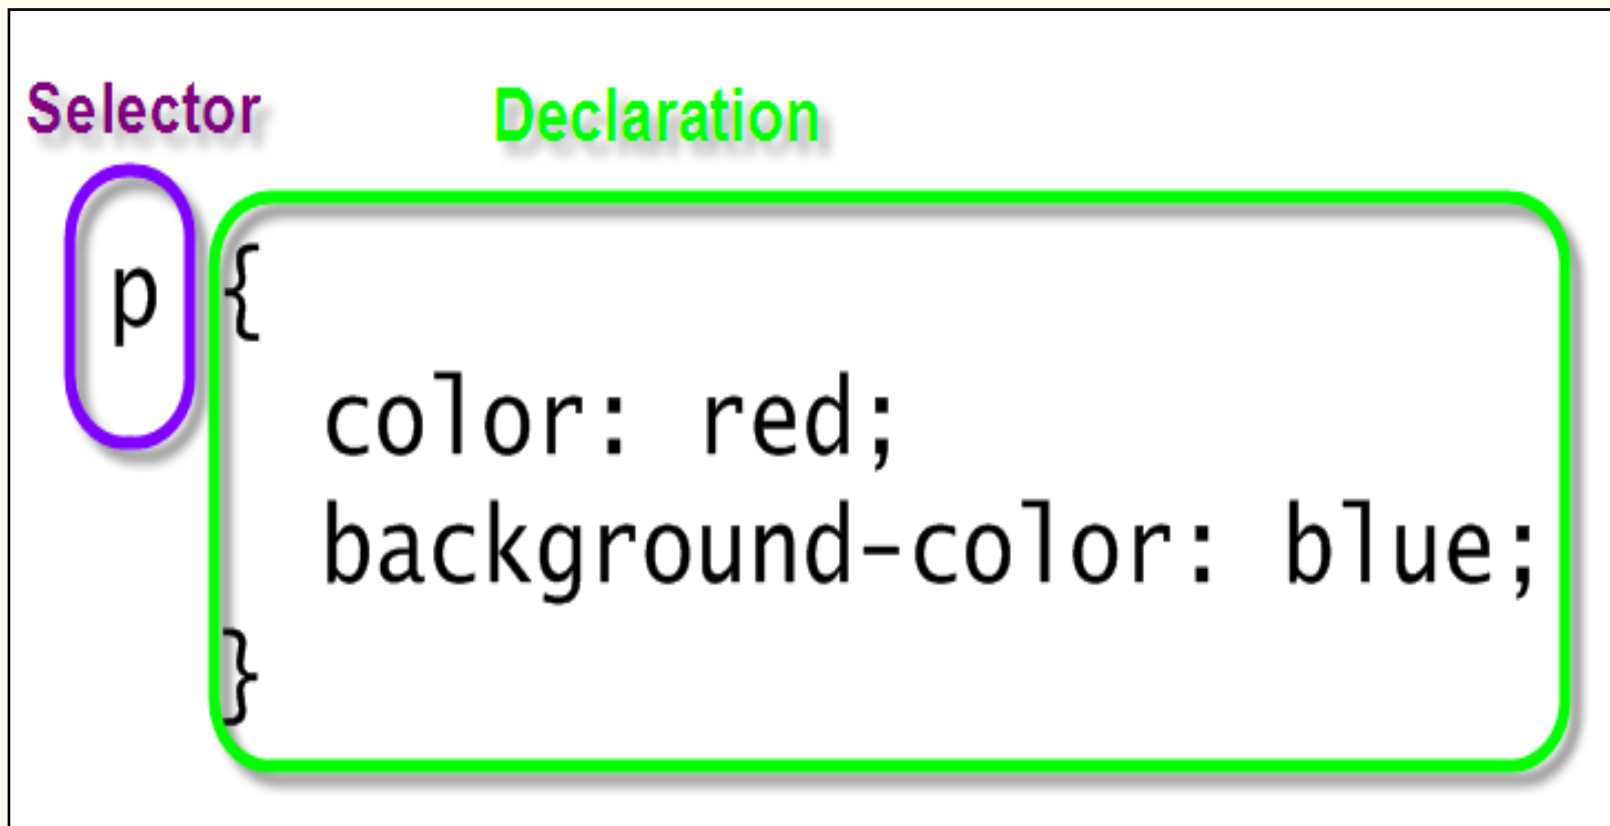 Selector
Declaration
p {
color: red;
background-color: blue;
}